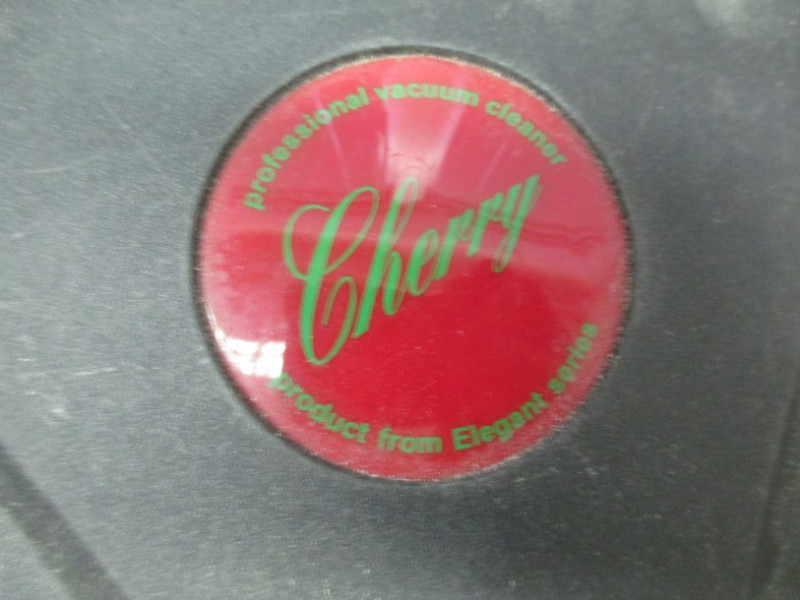 professional vacuum cleaner
Cherry
product from Elegant series